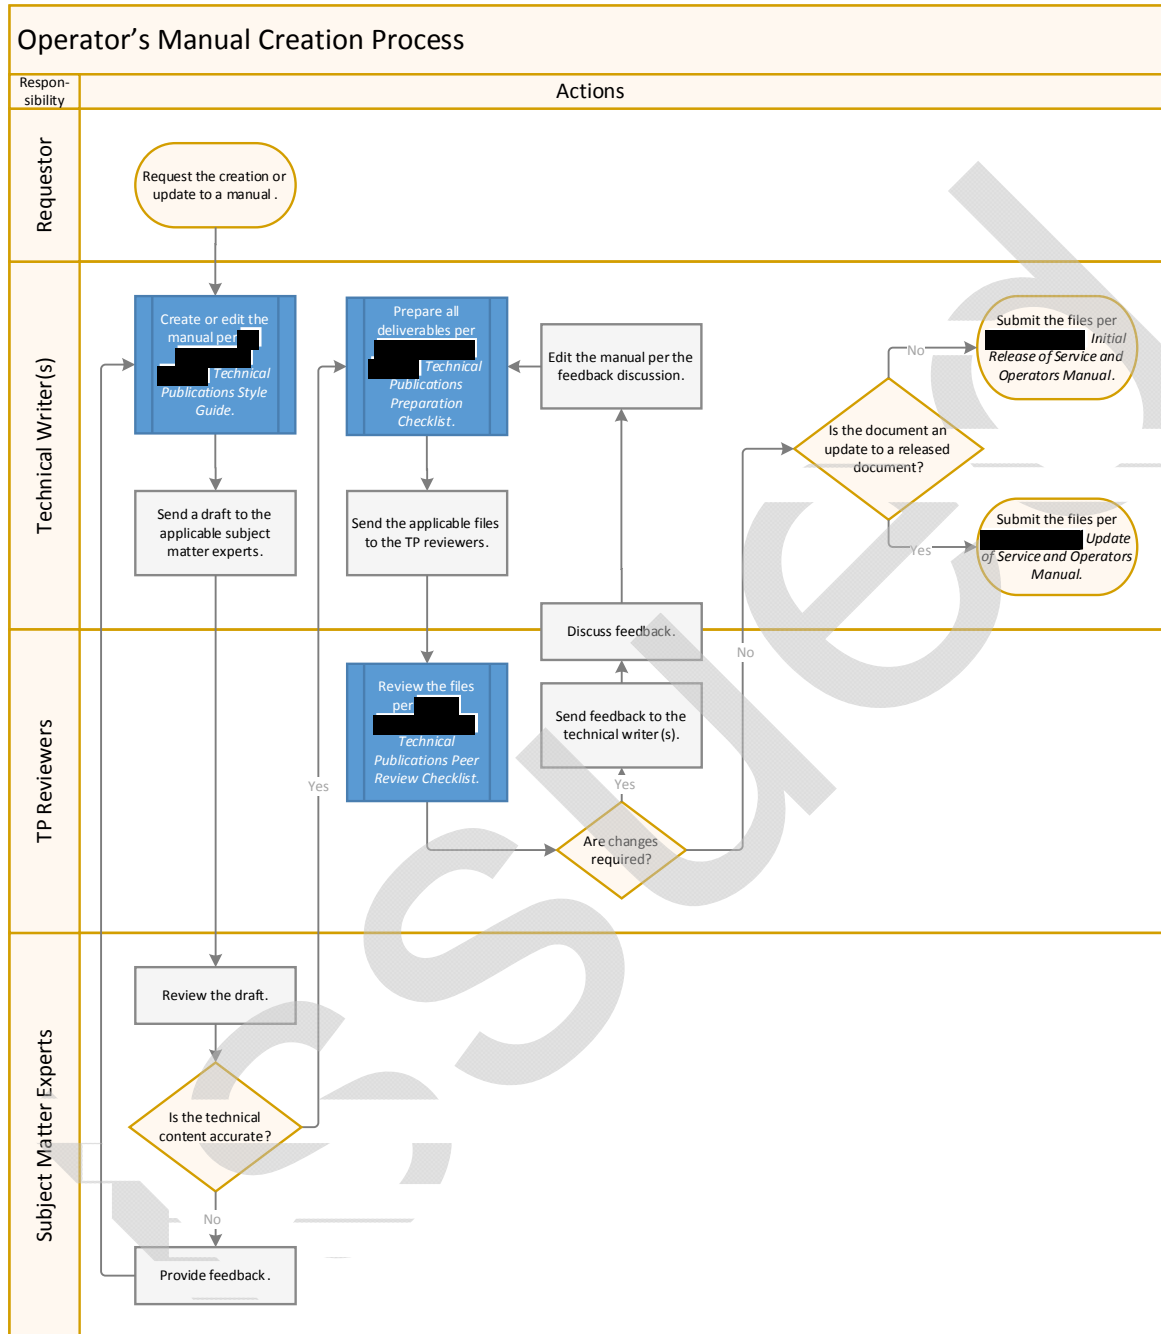 Operator's Manual Creation Process
Respon-
sibility
Actions
Requestor
Request the creation or
update to a manual .
Technical Writer(s)
Create or edit the
manual per
Technical
Publications Style
Guide.
Prepare all
deliverables per
Technical
Publications
Preparation
Checklist.
Edit the manual per the
feedback discussion.
No
Submit the files per
Initial
Release of Service and
Operators Manual.
Is the document an
update to a released
document?
Send a draft to the
applicable subject
matter experts.
Send the applicable files
to the TP reviewers.
Yes
Submit the files per
Update
of Service and Operators
Manual.
Discuss feedback.
TP Reviewers
No
Review the files
per
Technical
Publications Peer
Review Checklist.
Send feedback to the
technical writer(s).
Yes
Yes
Are changes
required?
Subject Matter Experts
Review the draft.
Is the technical
content accurate?
No
Provide feedback.